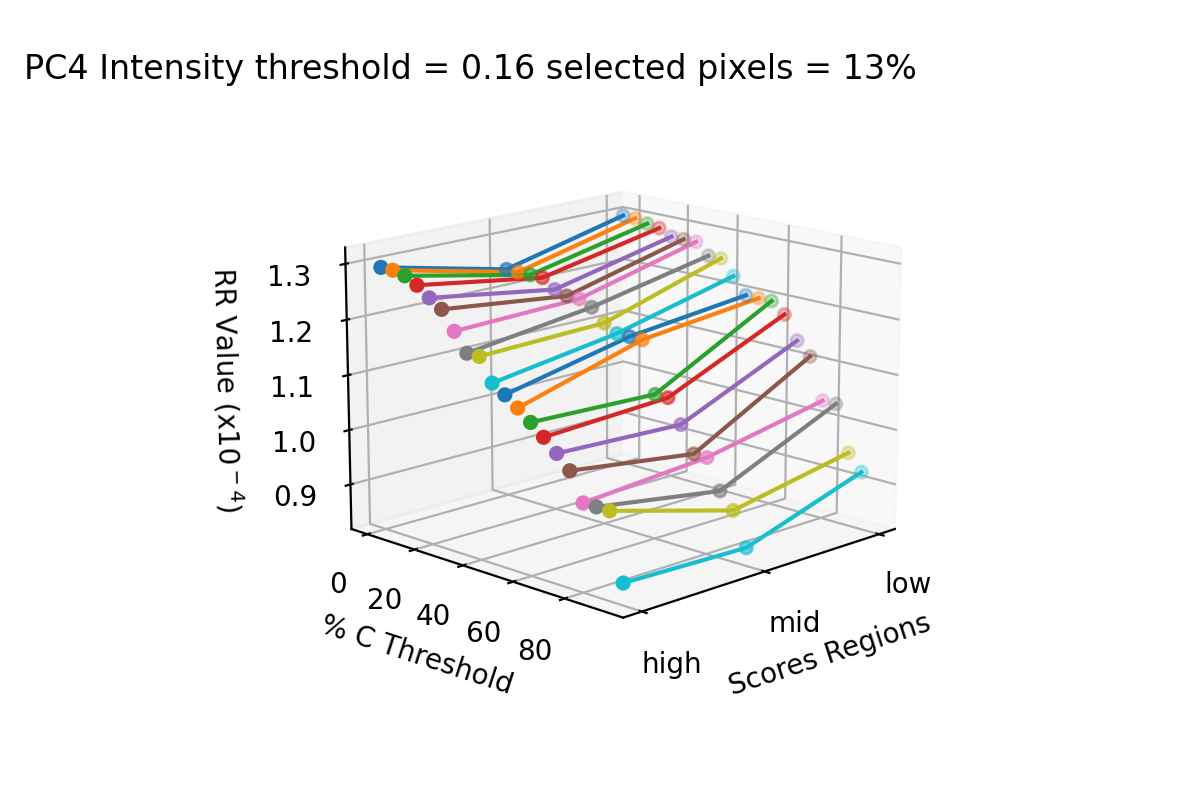 PC4 Intensity threshold = 0.16 selected pixels = 13%
RR Value (x10⁻⁴)
1.3
1.2
1.1
1.0
0.9
0
20
40
60
80
% C Threshold
high
mid
low
Scores Regions